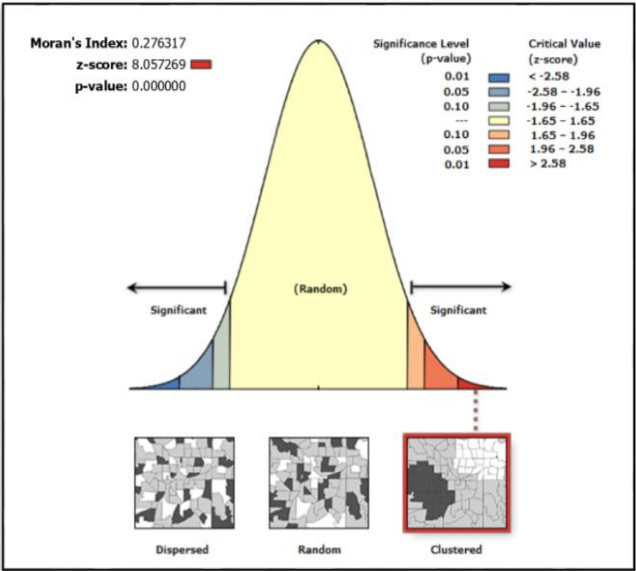 Moran's Index: 0.276317
z-score: 8.057269
p-value: 0.000000
Significance Level
(p-value)
Critical Value
(z-score)
0.01 < -2.58
0.05 -2.58 - -1.96
0.10 -1.96 - -1.65
--- -1.65 - 1.65
0.10 1.65 - 1.96
0.05 1.96 - 2.58
0.01 > 2.58
(Random)
Significant
Significant
Dispersed
Random
Clustered